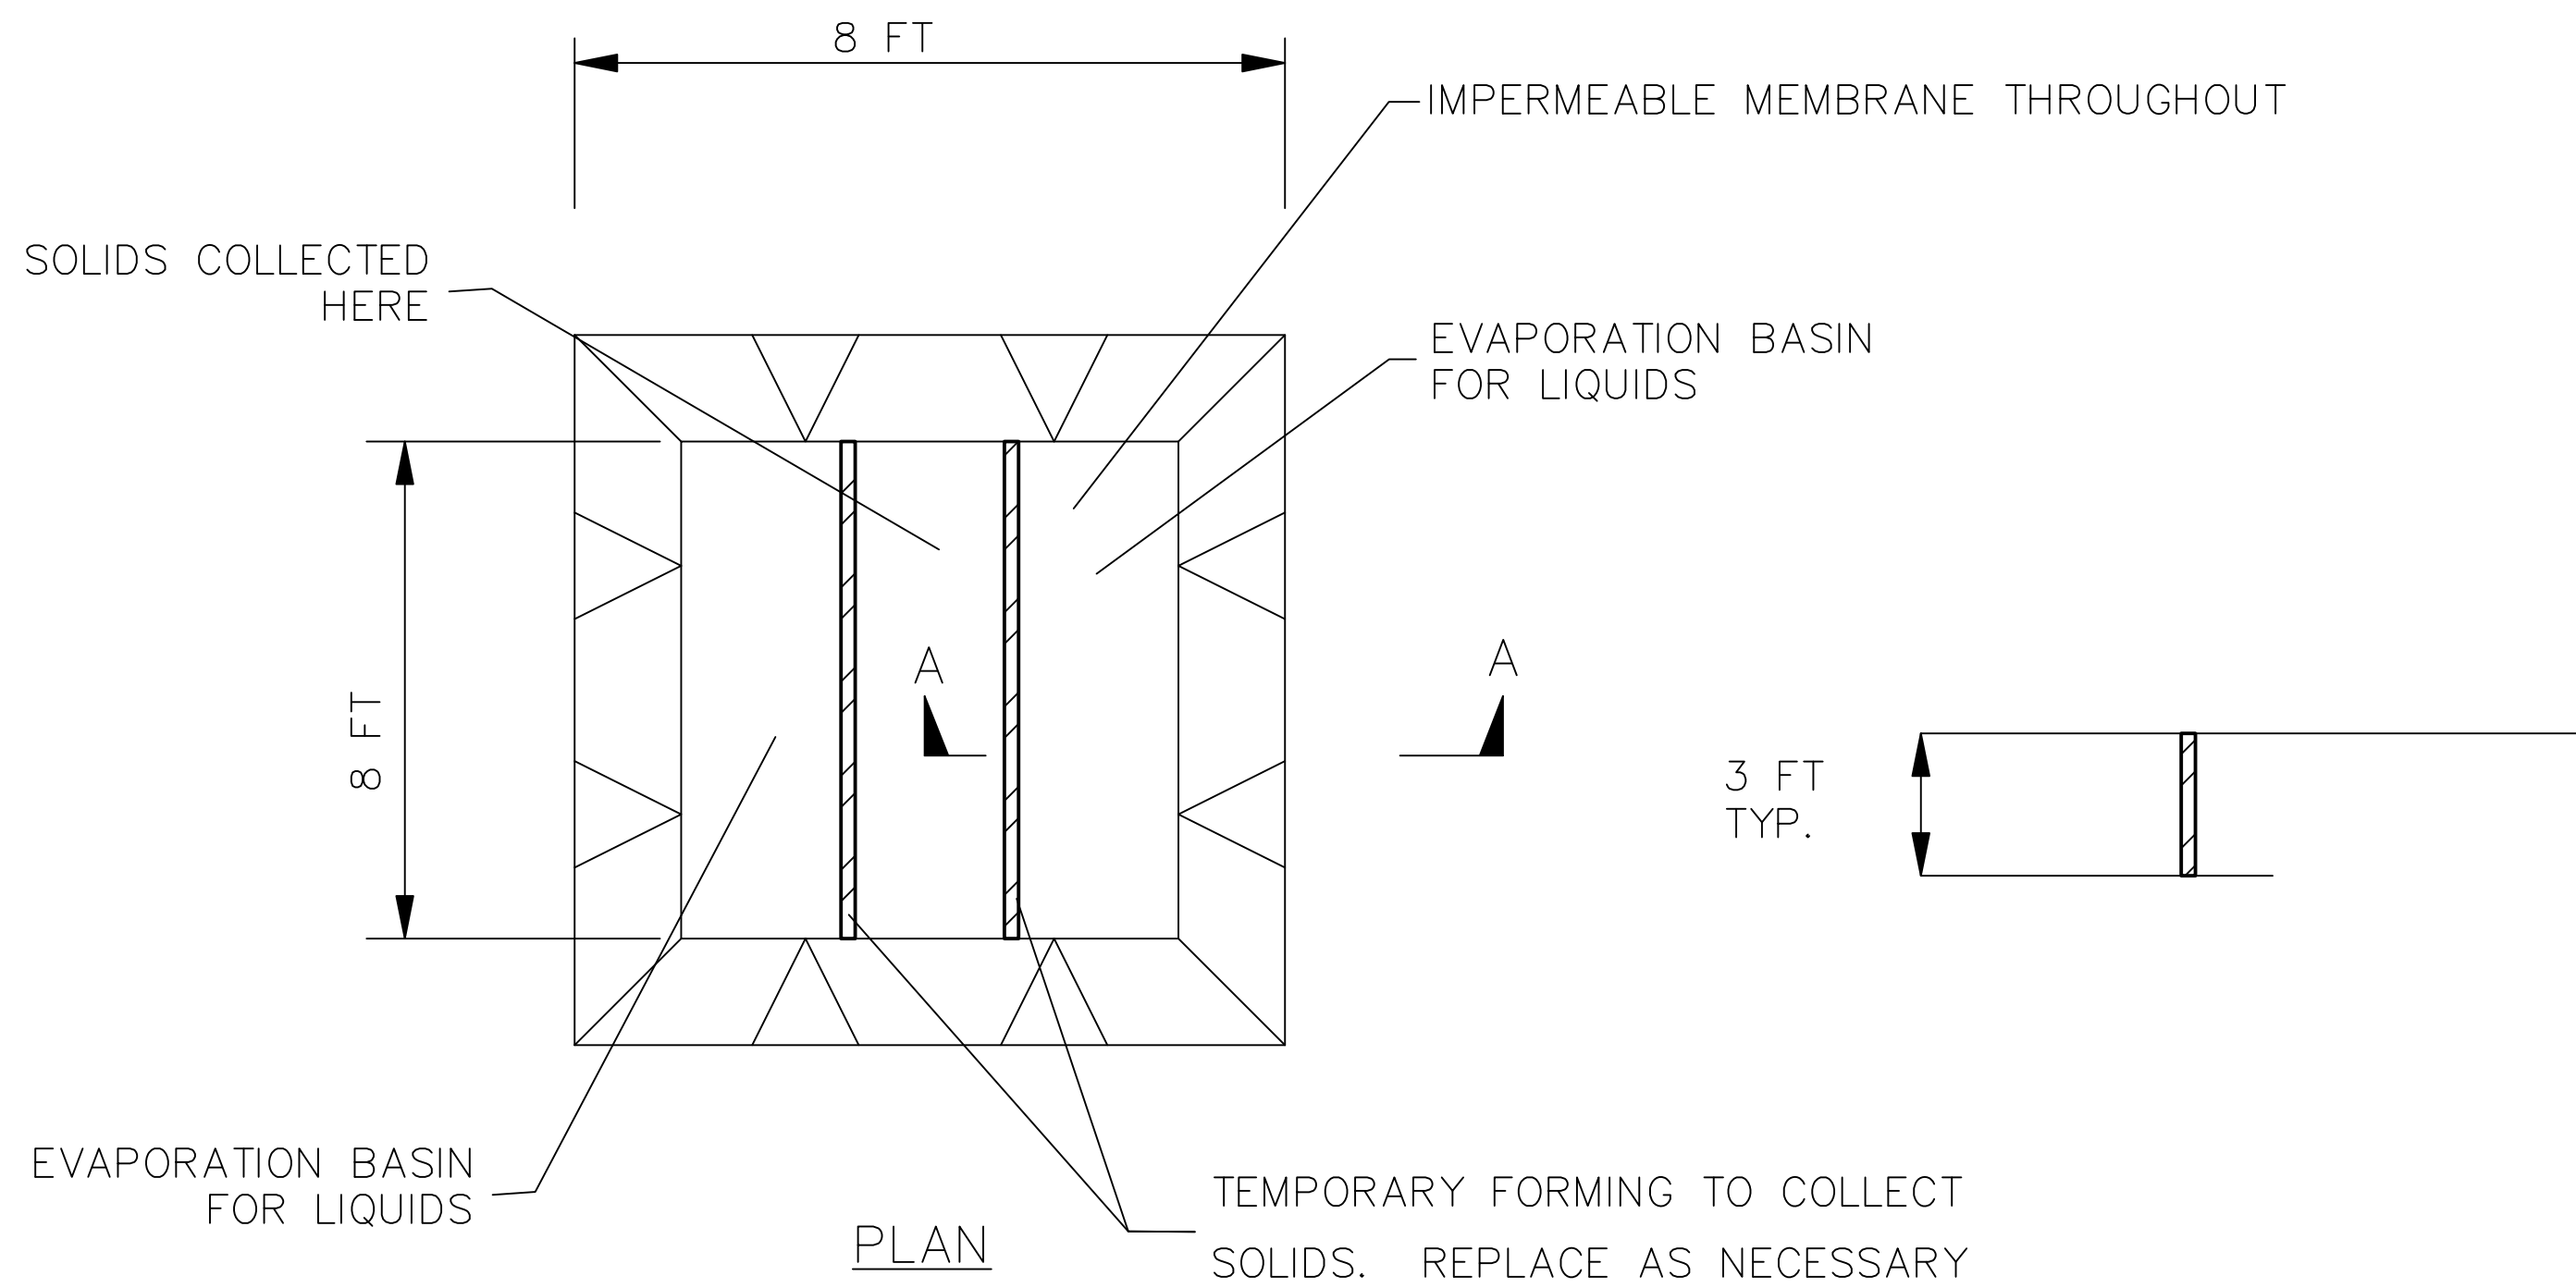 8 FT
IMPERMEABLE MEMBRANE THROUGHOUT
SOLIDS COLLECTED
HERE
EVAPORATION BASIN
FOR LIQUIDS
A
A
8 FT
3 FT
TYP.
EVAPORATION BASIN
FOR LIQUIDS
TEMPORARY FORMING TO COLLECT
SOLIDS. REPLACE AS NECESSARY
PLAN